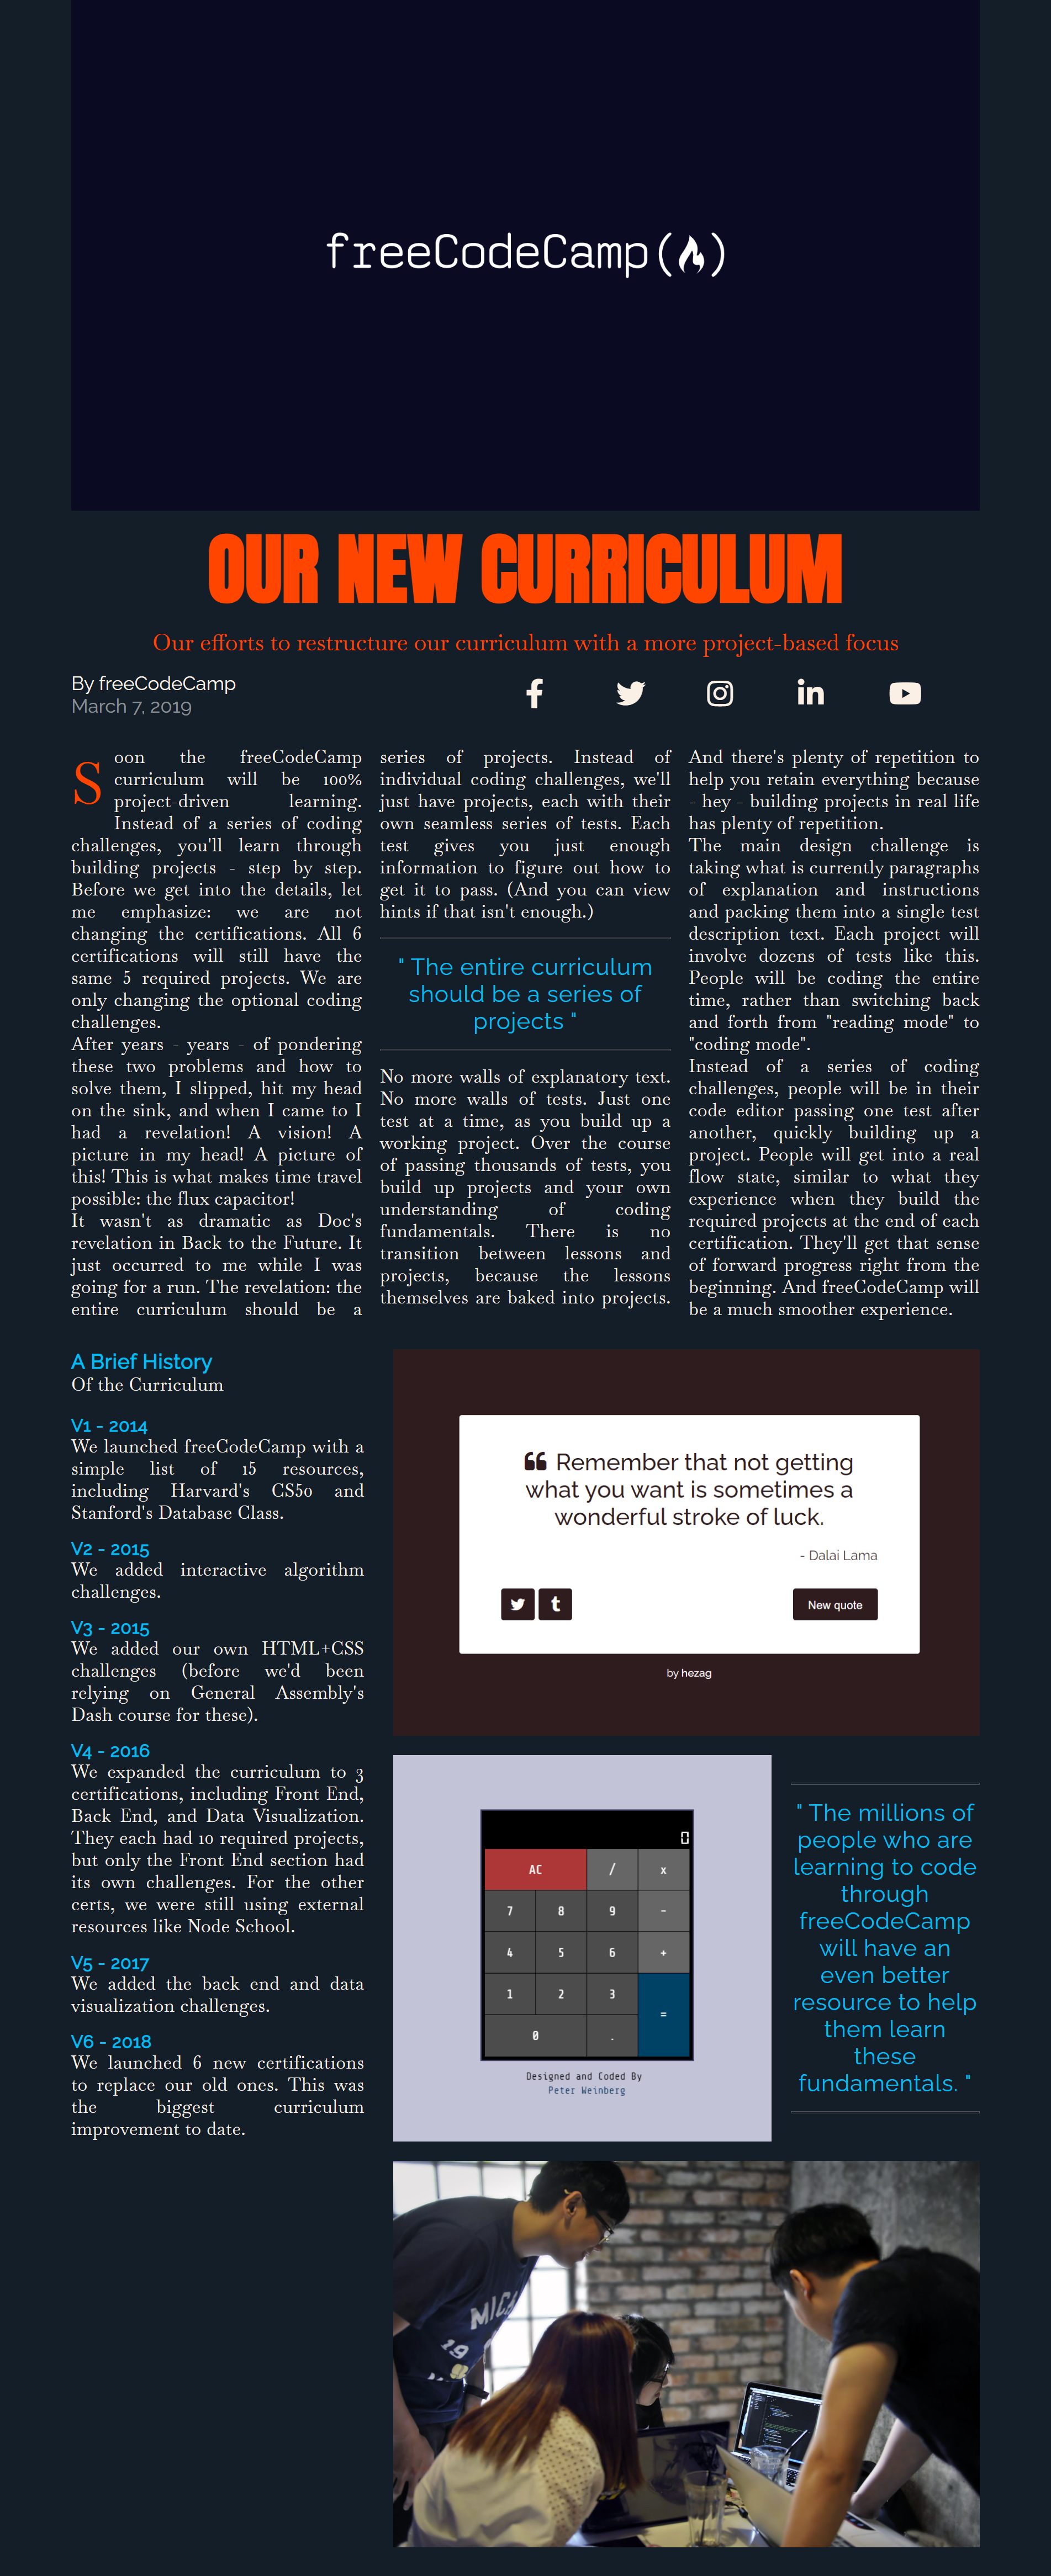 freeCodeCamp(🔥)
OUR NEW CURRICULUM
Our efforts to restructure our curriculum with a more project-based focus
By freeCodeCamp
March 7, 2019
Soon the freeCodeCamp
curriculum will be 100%
project-driven learning.
Instead of a series of coding
challenges, you'll learn through
building projects - step by step.
Before we get into the details, let
me emphasize: we are not
changing the certifications. All 6
certifications will still have the
same 5 required projects. We are
only changing the optional coding
challenges.
After years - years - of pondering
these two problems and how to
solve them, I slipped, hit my head
on the sink, and when I came to I
had a revelation! A vision! A
picture in my head! A picture of
this! This is what makes time travel
possible: the flux capacitor!
It wasn't as dramatic as Doc's
revelation in Back to the Future. It
just occurred to me while I was
going for a run. The revelation: the
entire curriculum should be a
series of projects. Instead of
individual coding challenges, we'll
just have projects, each with their
own seamless series of tests. Each
test gives you just enough
information to figure out how to
get it to pass. (And you can view
hints if that isn't enough.)
" The entire curriculum
should be a series of
projects "
No more walls of explanatory text.
No more walls of tests. Just one
test at a time, as you build up a
working project. Over the course
of passing thousands of tests, you
build up projects and your own
understanding of coding
fundamentals. There is no
transition between lessons and
projects, because the lessons
themselves are baked into projects.
And there's plenty of repetition to
help you retain everything because
- hey - building projects in real life
has plenty of repetition.
The main design challenge is
taking what is currently paragraphs
of explanation and instructions
and packing them into a single test
description text. Each project will
involve dozens of tests like this.
People will be coding the entire
time, rather than switching back
and forth from "reading mode" to
"coding mode".
Instead of a series of coding
challenges, people will be in their
code editor passing one test after
another, quickly building up a
project. People will get into a real
flow state, similar to what they
experience when they build the
required projects at the end of each
certification. They'll get that sense
of forward progress right from the
beginning. And freeCodeCamp will
be a much smoother experience.
A Brief History
Of the Curriculum
V1 - 2014
We launched freeCodeCamp with a
simple list of 15 resources,
including Harvard's CS50 and
Stanford's Database Class.
V2 - 2015
We added interactive algorithm
challenges.
V3 - 2015
We added our own HTML+CSS
challenges (before we'd been
relying on General Assembly's
Dash course for these).
V4 - 2016
We expanded the curriculum to 3
certifications, including Front End,
Back End, and Data Visualization.
They each had 10 required projects,
but only the Front End section had
its own challenges. For the other
certs, we were still using external
resources like Node School.
V5 - 2017
We added the back end and data
visualization challenges.
V6 - 2018
We launched 6 new certifications
to replace our old ones. This was
the biggest curriculum
improvement to date.
“ Remember that not getting
what you want is sometimes a
wonderful stroke of luck.
- Dalai Lama
New quote
by hezag
0
AC / x
7 8 9 -
4 5 6 +
1 2 3 =
0 .
Designed and Coded By
Peter Weinberg
" The millions of
people who are
learning to code
through
freeCodeCamp
will have an
even better
resource to help
them learn
these
fundamentals. "
19